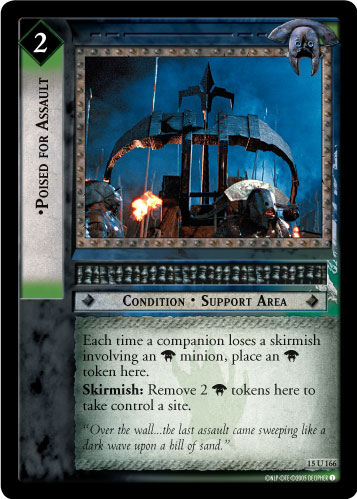 2
•Poised for Assault
Condition • Support Area
Each time a companion loses a skirmish
involving an minion, place an
token here.
Skirmish: Remove 2 tokens here to
take control of a site.
"Over the wall...the last assault came sweeping like a
dark wave upon a hill of sand."
15 U 166